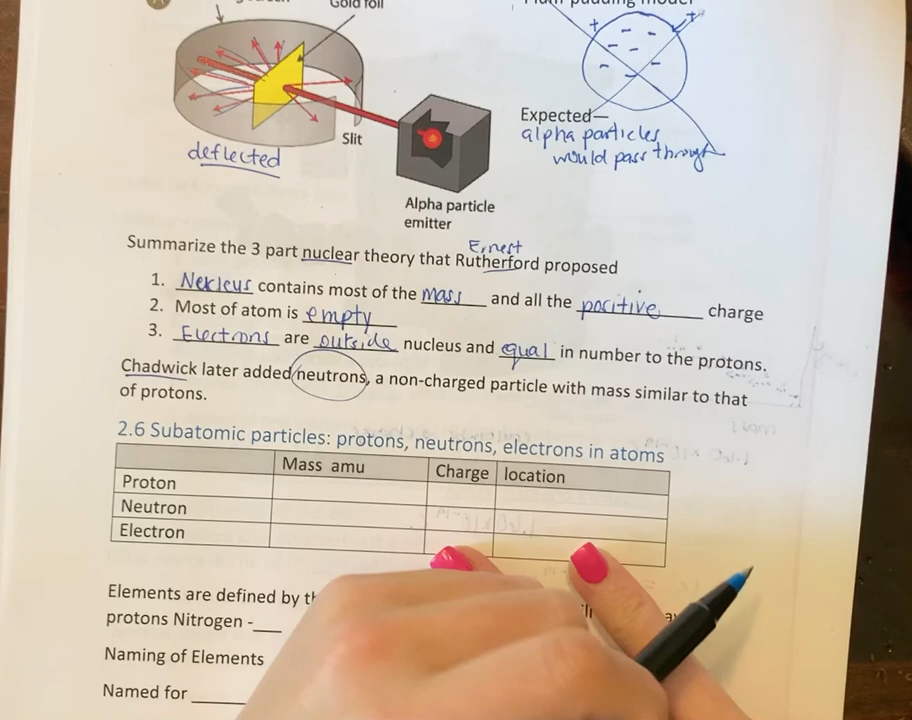 Gold foil
Plum pudding model
Slit
deflected
Expected—
alpha particles
would pass through
Alpha particle
emitter
Summarize the 3 part nuclear theory that Ernest Rutherford proposed
1. Nekleus contains most of the mass and all the positive charge
2. Most of atom is empty
3. Electrons are outside nucleus and equal in number to the protons.
Chadwick later added neutrons, a non-charged particle with mass similar to that
of protons.
2.6 Subatomic particles: protons, neutrons, electrons in atoms
Mass amu Charge location
Proton
Neutron
Electron
Elements are defined by
protons Nitrogen -___
Naming of Elements
Named for ______